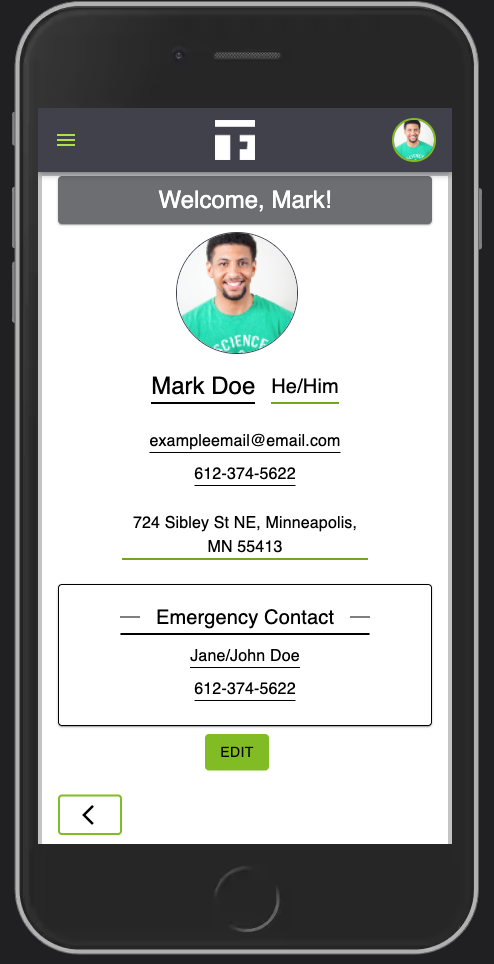 Welcome, Mark!
SCIENCE
Mark Doe He/Him
exampleemail@email.com
612-374-5622
724 Sibley St NE, Minneapolis,
MN 55413
Emergency Contact
Jane/John Doe
612-374-5622
EDIT